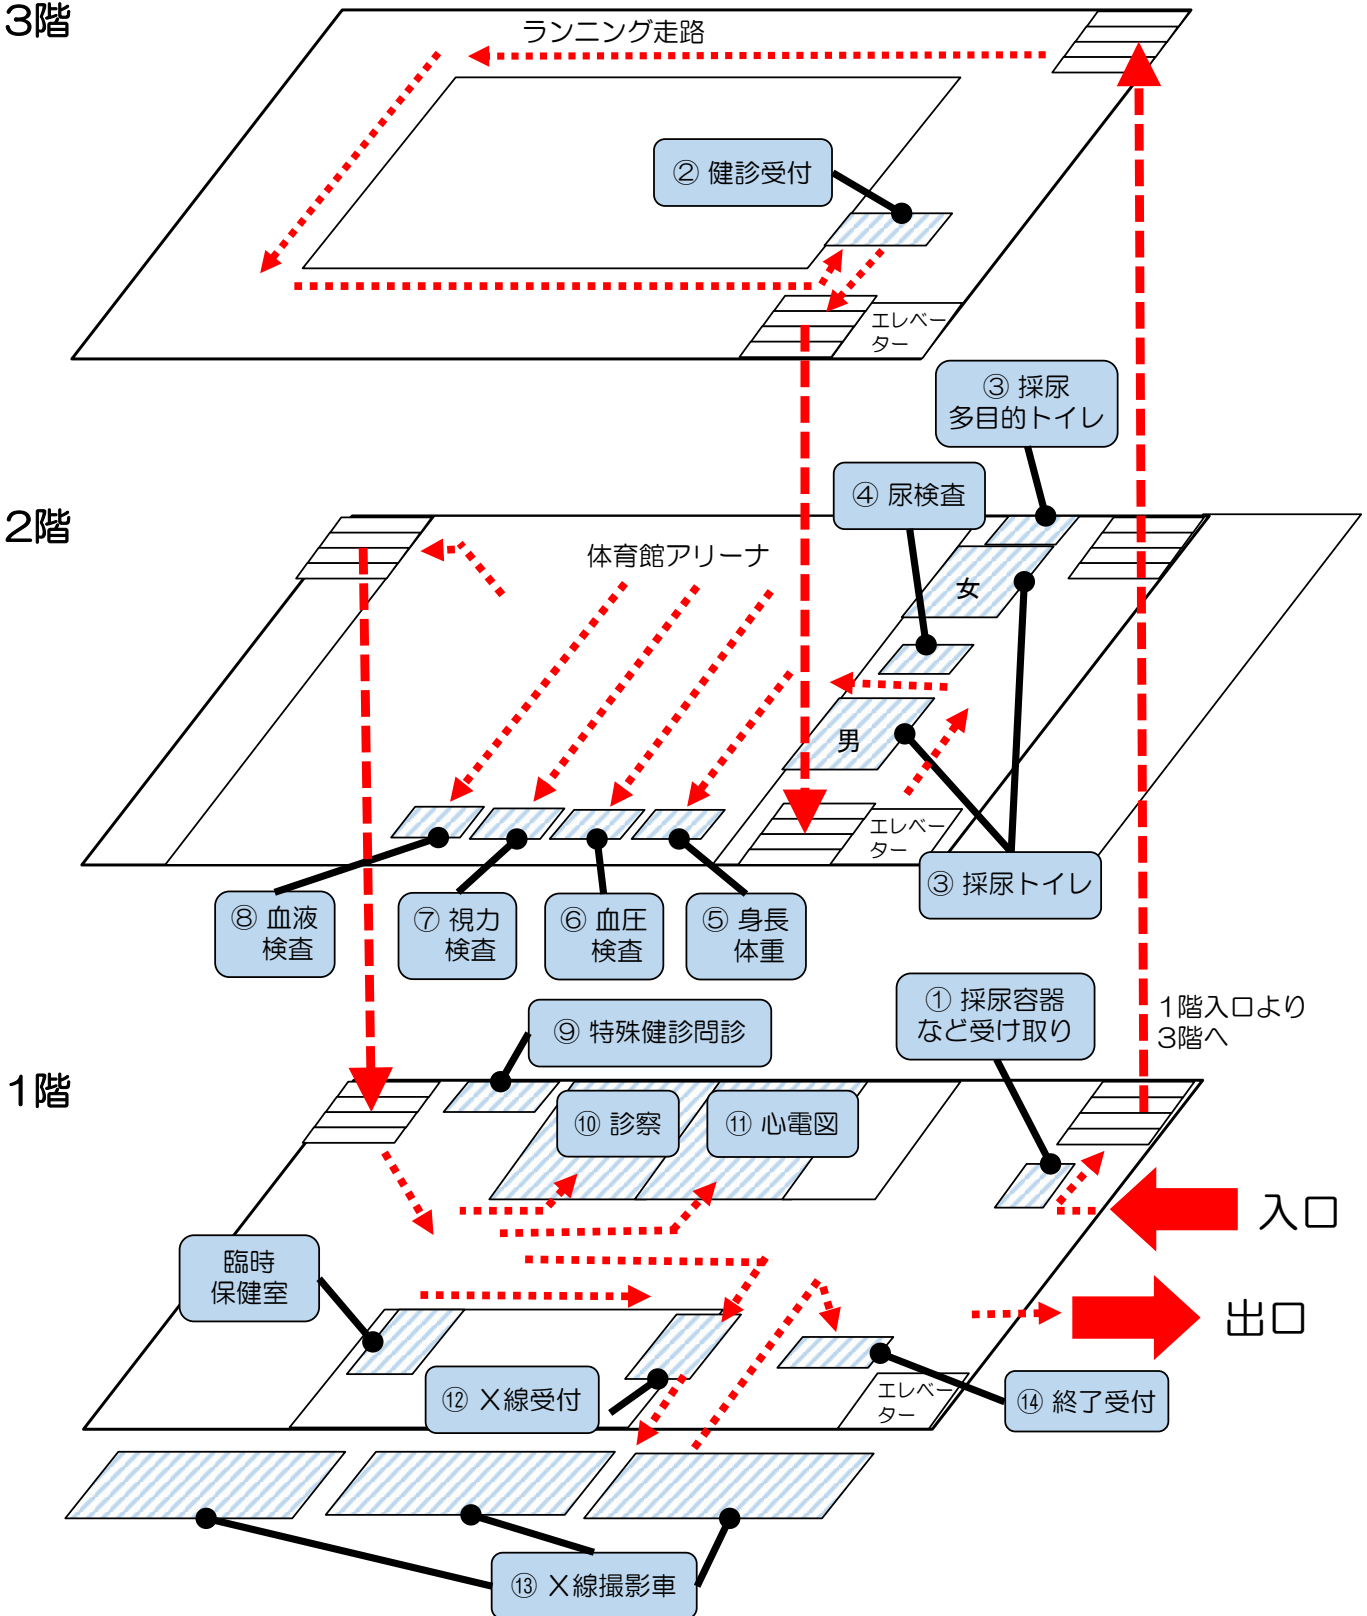 3階
ランニング走路
② 健診受付
エレベー
ター
③ 採尿
多目的トイレ
④ 尿検査
2階
体育館アリーナ
女
男
エレベー
ター
③ 採尿トイレ
⑧ 血液
検査
⑦ 視力
検査
⑥ 血圧
検査
⑤ 身長
体重
① 採尿容器
など受け取り
1階入口より
3階へ
⑨ 特殊健診問診
1階
⑩ 診察
⑪ 心電図
入口
臨時
保健室
出口
⑫ X線受付
エレベー
ター
⑭ 終了受付
⑬ X線撮影車